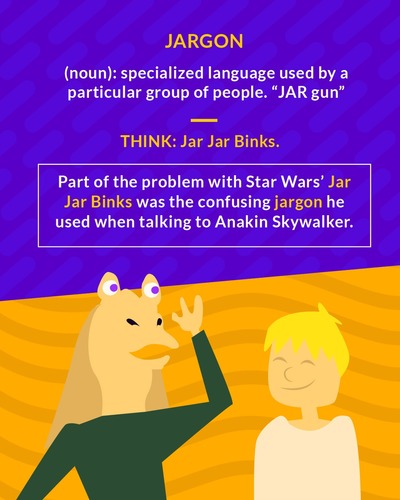 JARGON
(noun): specialized language used by a
particular group of people. “JAR gun”
THINK: Jar Jar Binks.
Part of the problem with Star Wars’ Jar
Jar Binks was the confusing jargon he
used when talking to Anakin Skywalker.